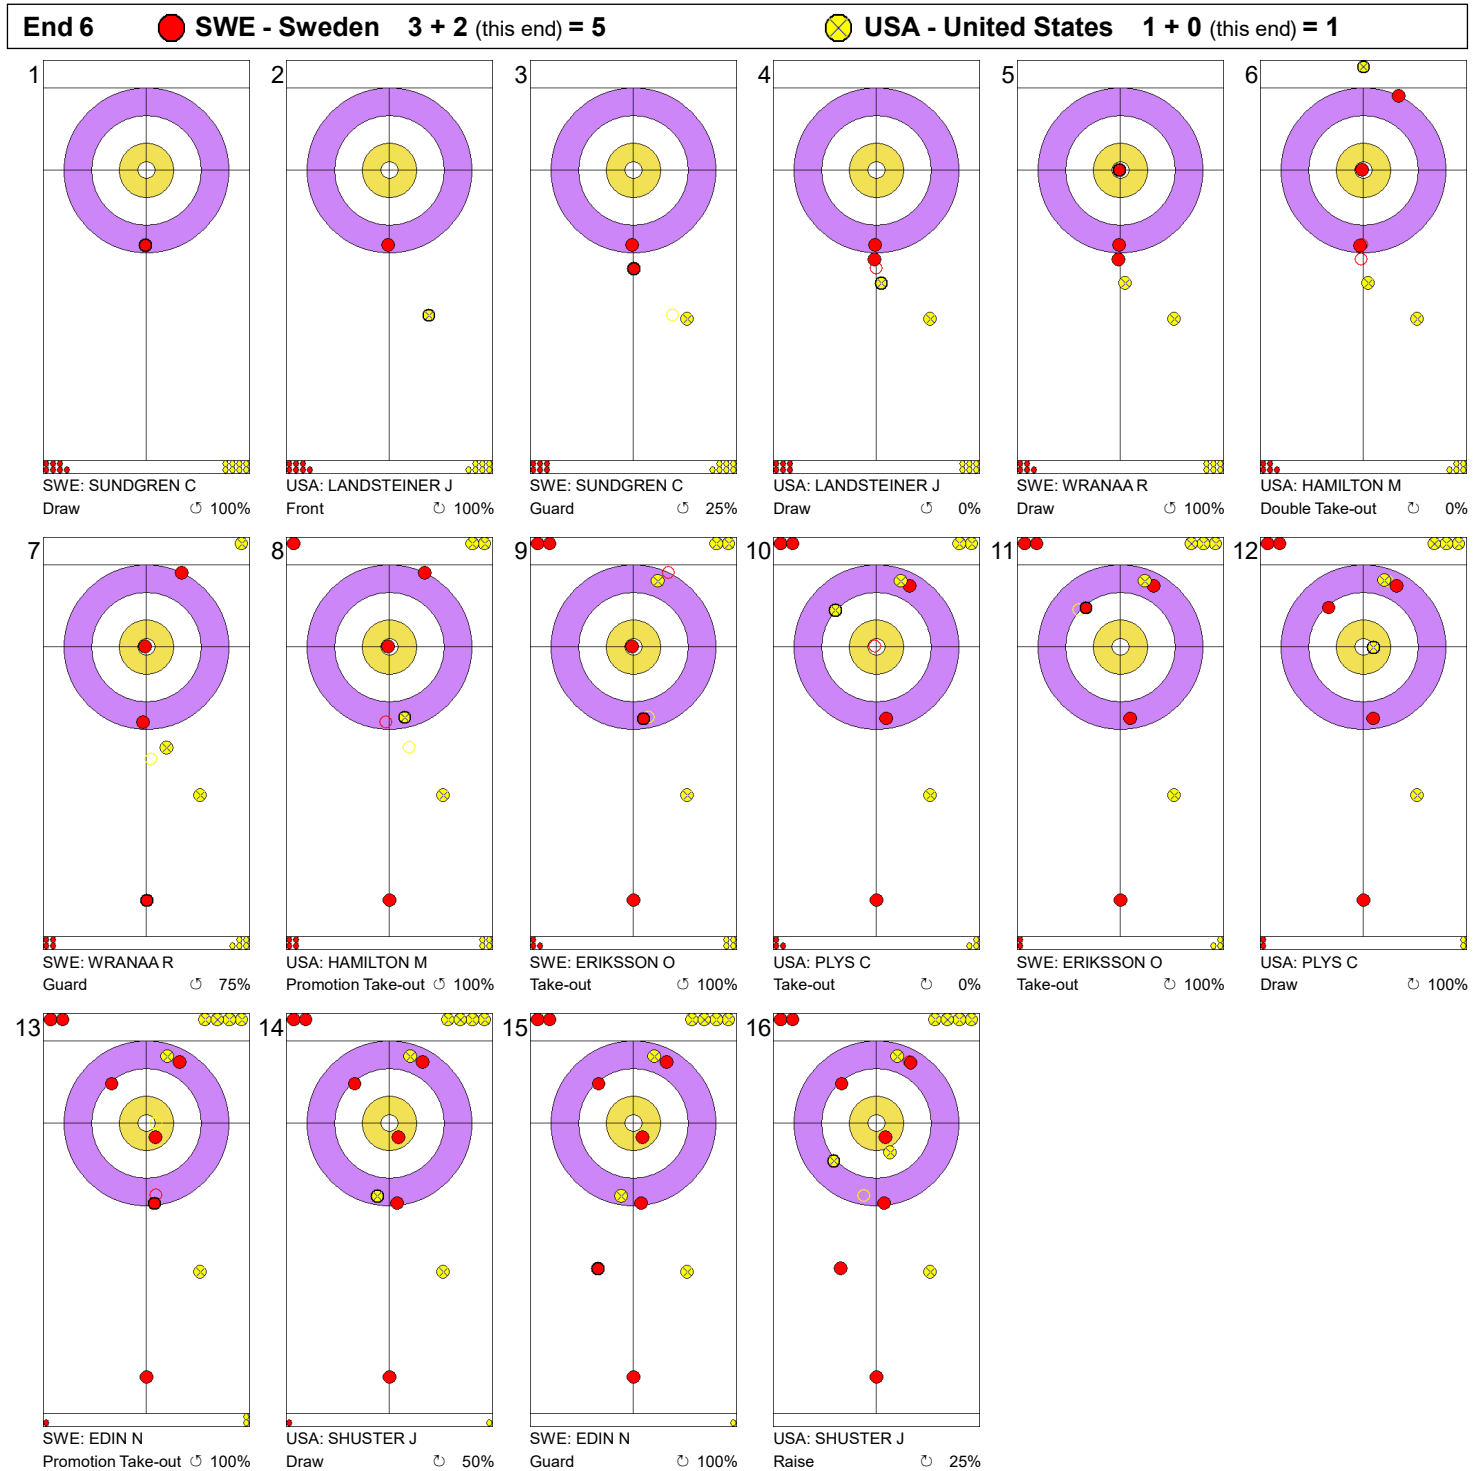 End 6 SWE - Sweden 3 + 2 (this end) = 5 USA - United States 1 + 0 (this end) = 1
1 2 3 4 5 6
SWE: SUNDGREN C USA: LANDSTEINER J SWE: SUNDGREN C USA: LANDSTEINER J SWE: WRANAA R USA: HAMILTON M
Draw ↺ 100% Front ↻ 100% Guard ↺ 25% Draw ↺ 0% Draw ↺ 100% Double Take-out ↻ 0%
7 8 9 10 11 12
SWE: WRANAA R USA: HAMILTON M SWE: ERIKSSON O USA: PLYS C SWE: ERIKSSON O USA: PLYS C
Guard ↺ 75% Promotion Take-out ↺ 100% Take-out ↺ 100% Take-out ↻ 0% Take-out ↺ 100% Draw ↻ 100%
13 14 15 16
SWE: EDIN N USA: SHUSTER J SWE: EDIN N USA: SHUSTER J
Promotion Take-out ↺ 100% Draw ↻ 50% Guard ↻ 100% Raise ↻ 25%